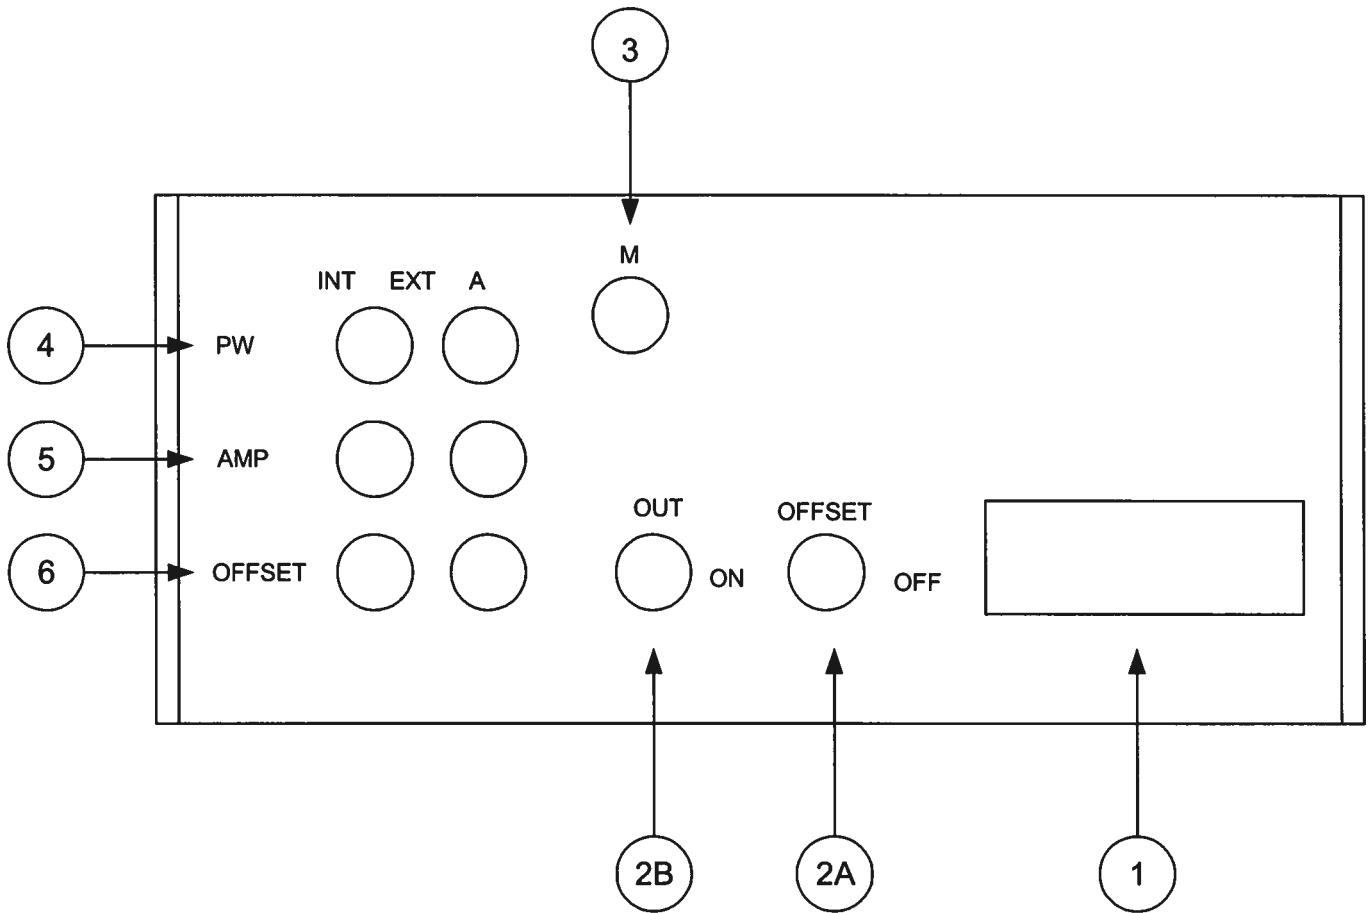 3
M
INT EXT A
4 PW
5 AMP
OUT OFFSET
6 OFFSET
ON OFF
2B 2A 1